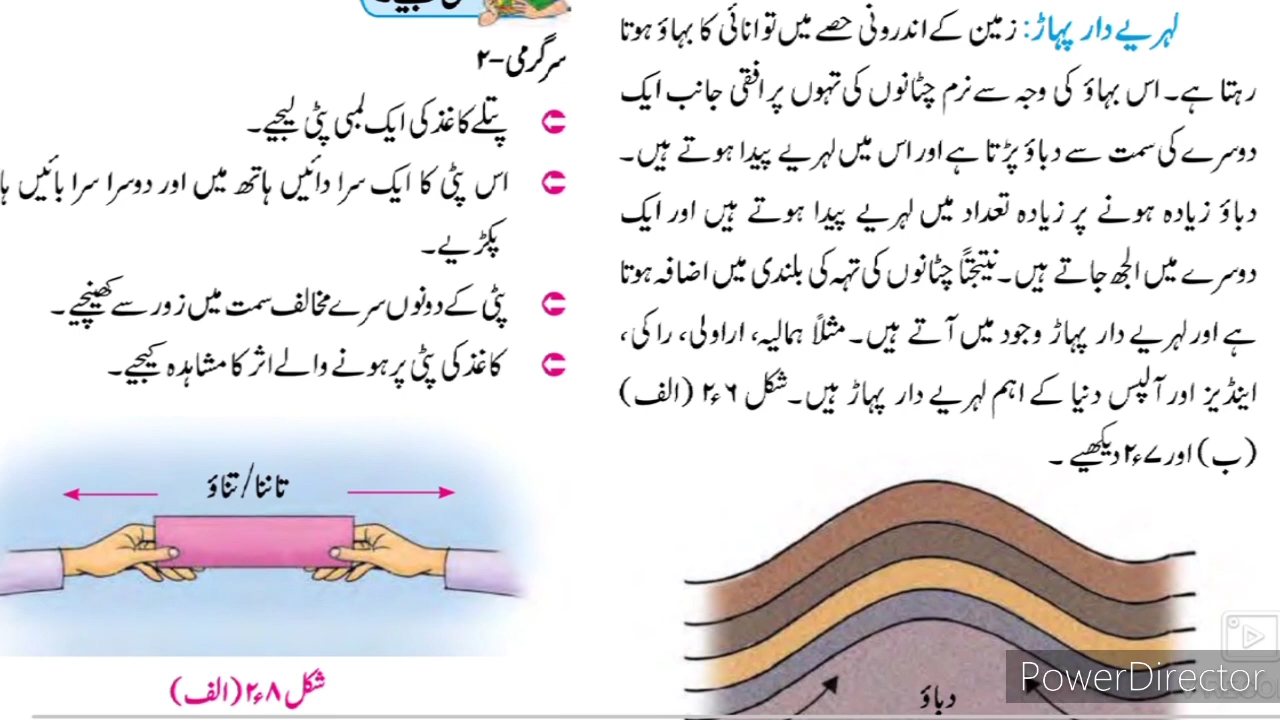 لہریے دار پہاڑ: زمین کے اندرونی حصے میں توانائی کا بہاؤ ہوتا
رہتا ہے۔ اس بہاؤ کی وجہ سے نرم چٹانوں کی تہوں پر افقی جانب ایک
دوسرے کی سمت سے دباؤ پڑتا ہے اور اس میں لہریے پیدا ہوتے ہیں۔
دباؤ زیادہ ہونے پر زیادہ تعداد میں لہریے پیدا ہوتے ہیں اور ایک
دوسرے میں الجھ جاتے ہیں۔ نتیجتاً چٹانوں کی تہہ کی بلندی میں اضافہ ہوتا
ہے اور لہریے دار پہاڑ وجود میں آتے ہیں۔ مثلاً ہمالیہ، اراولی، راکی،
اینڈیز اور آلپس دنیا کے اہم لہریے دار پہاڑ ہیں۔ شکل ۲ء۶ (الف)
(ب) اور ۲ء۷ دیکھیے ۔
دباؤ
سرگرمی -۲
پتلے کاغذ کی ایک لمبی پٹی لیجیے۔
اس پٹی کا ایک سرا دائیں ہاتھ میں اور دوسرا سرا بائیں
پکڑیے۔
پٹی کے دونوں سرے مخالف سمت میں زور سے کھینچیے۔
کاغذ کی پٹی پر ہونے والے اثر کا مشاہدہ کیجیے۔
تاننا/تناؤ
شکل ۲ء۸ (الف)
PowerDirector